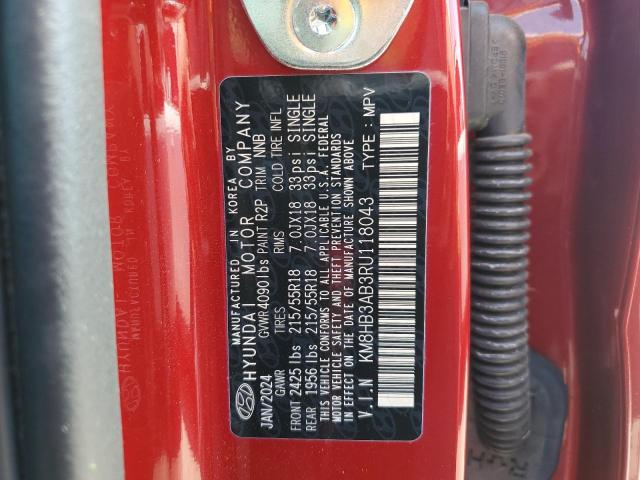 MANUFACTURED IN KOREA BY
HYUNDAI MOTOR COMPANY
JAN/2024 GVWR 4090lbs PAINT R2P TRIM NNB
GAWR TIRES RIMS COLD TIRE INFL
FRONT 2425 lbs 215/55R18 7.0JX18 33psi SINGLE
REAR 1956 lbs 215/55R18 7.0JX18 33psi SINGLE
THIS VEHICLE CONFORMS TO ALL APPLICABLE U.S.A. FEDERAL
MOTOR VEHICLE SAFETY AND THEFT PREVENTION STANDARDS
IN EFFECT ON THE DATE OF MANUFACTURE SHOWN ABOVE
V.I.N KM8HB3AB3RU118043 TYPE : MPV